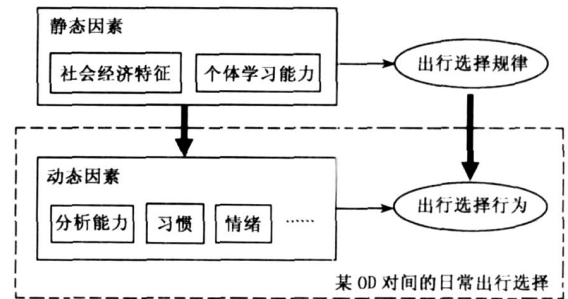 静态因素
社会经济特征
个体学习能力
出行选择规律
动态因素
分析能力
习惯
情绪
……
出行选择行为
某 OD 对间的日常出行选择